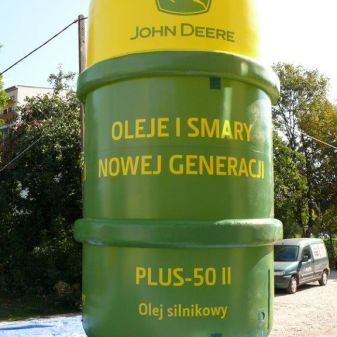 JOHN DEERE
OLEJE I SMARY
NOWEJ GENERACJI
PLUS-50 II
Olej silnikowy